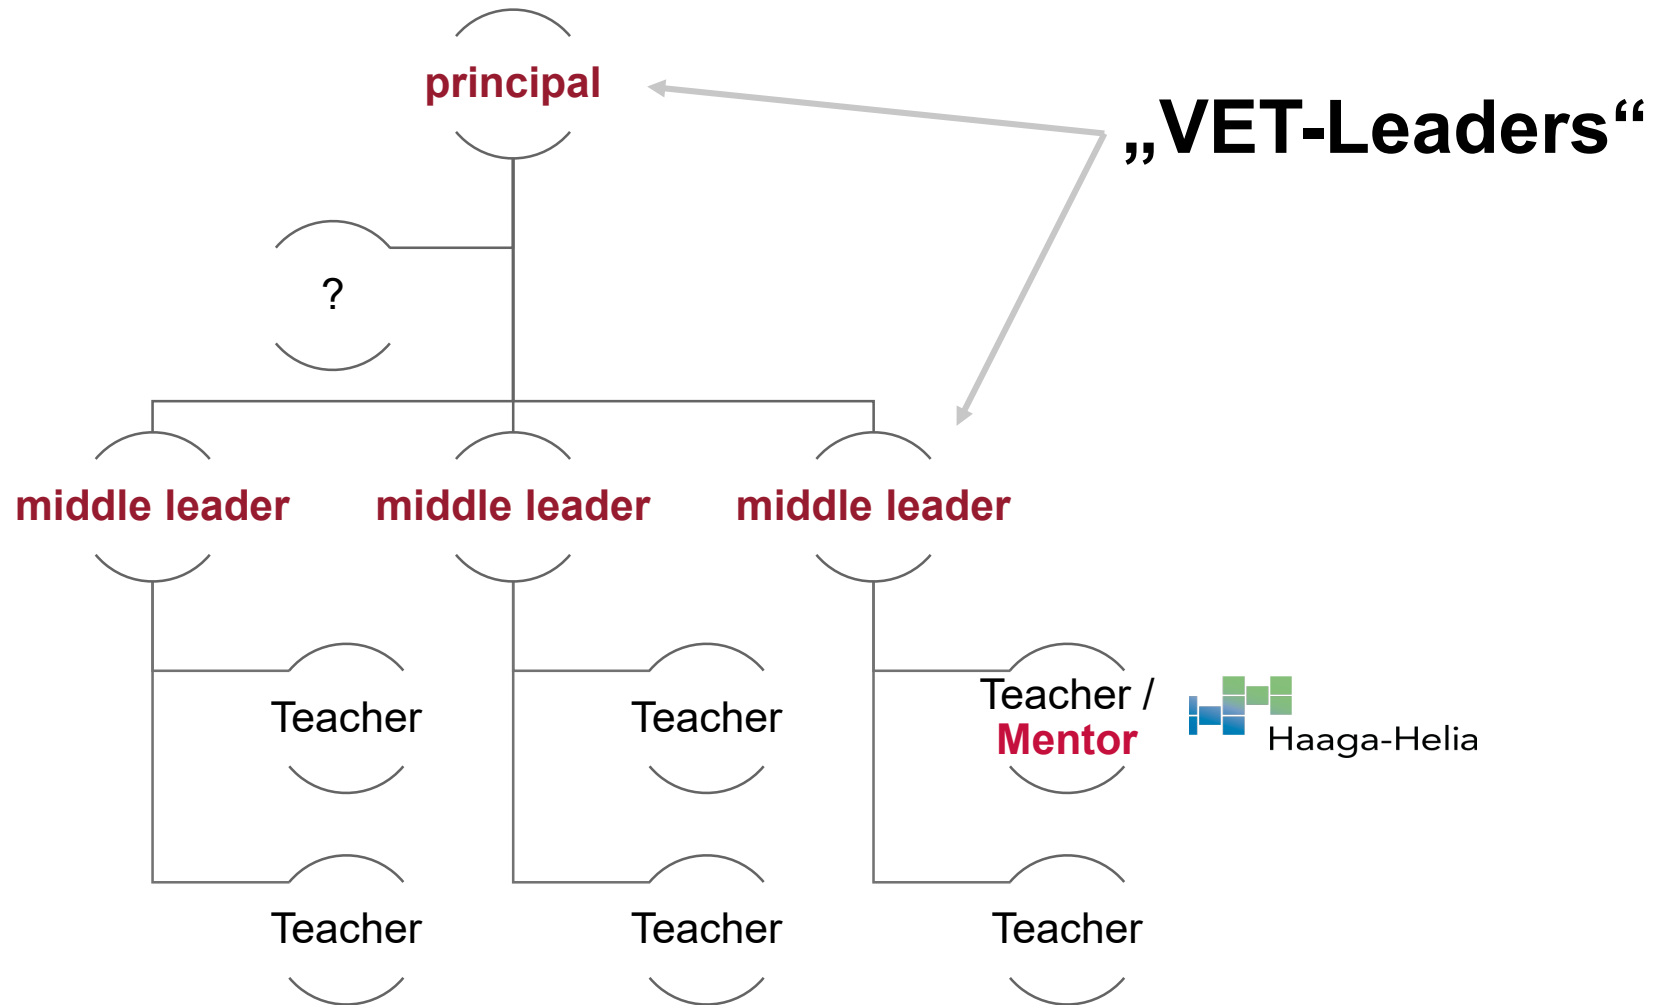 principal
„VET-Leaders“
?
middle leader
middle leader
middle leader
Teacher
Teacher
Teacher /
Mentor
Haaga-Helia
Teacher
Teacher
Teacher